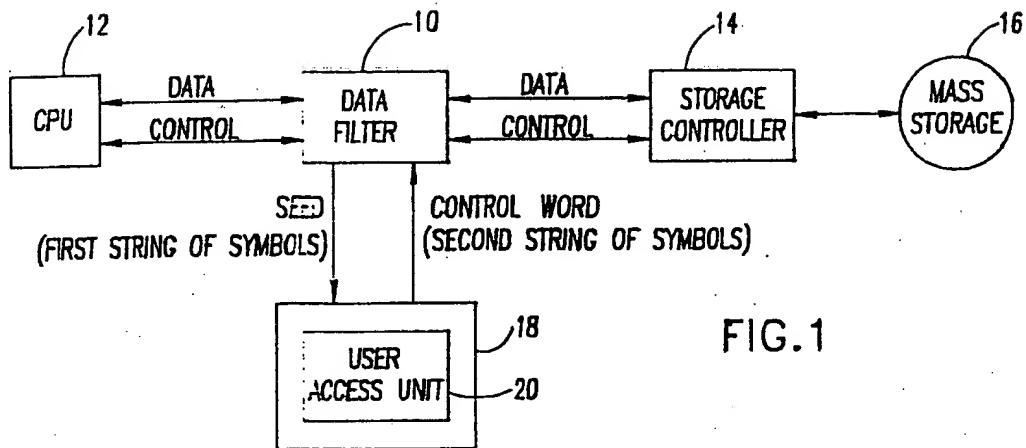 12
10
14
16
CPU
DATA
CONTROL
DATA
FILTER
DATA
CONTROL
STORAGE
CONTROLLER
MASS
STORAGE
SEED
(FIRST STRING OF SYMBOLS)
CONTROL WORD
(SECOND STRING OF SYMBOLS)
USER
ACCESS UNIT
18
20
FIG.1